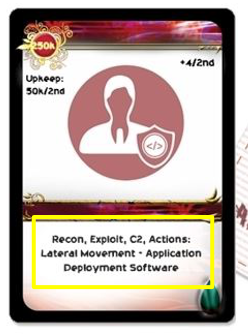 250k
+4/2nd
Upkeep:
50k/2nd
</>
Recon, Exploit, C2, Actions:
Lateral Movement - Application
Deployment Software